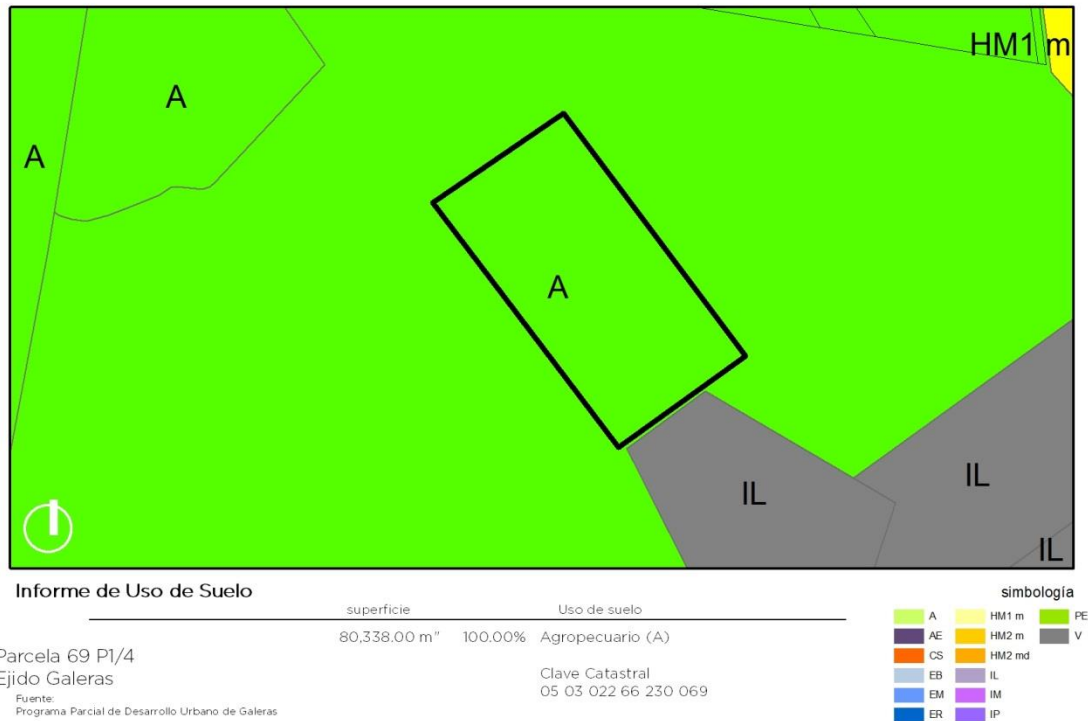 HM1 m
A
A
A
IL
IL
IL
Informe de Uso de Suelo
superficie
Uso de suelo
80,338.00 m" 100.00% Agropecuario (A)
Parcela 69 P1/4
Ejido Galeras
Clave Catastral
05 03 022 66 230 069
Fuente:
Programa Parcial de Desarrollo Urbano de Galeras
simbología
A
AE
CS
EB
EM
ER
HM1 m
HM2 m
HM2 md
IL
IM
IP
PE
V